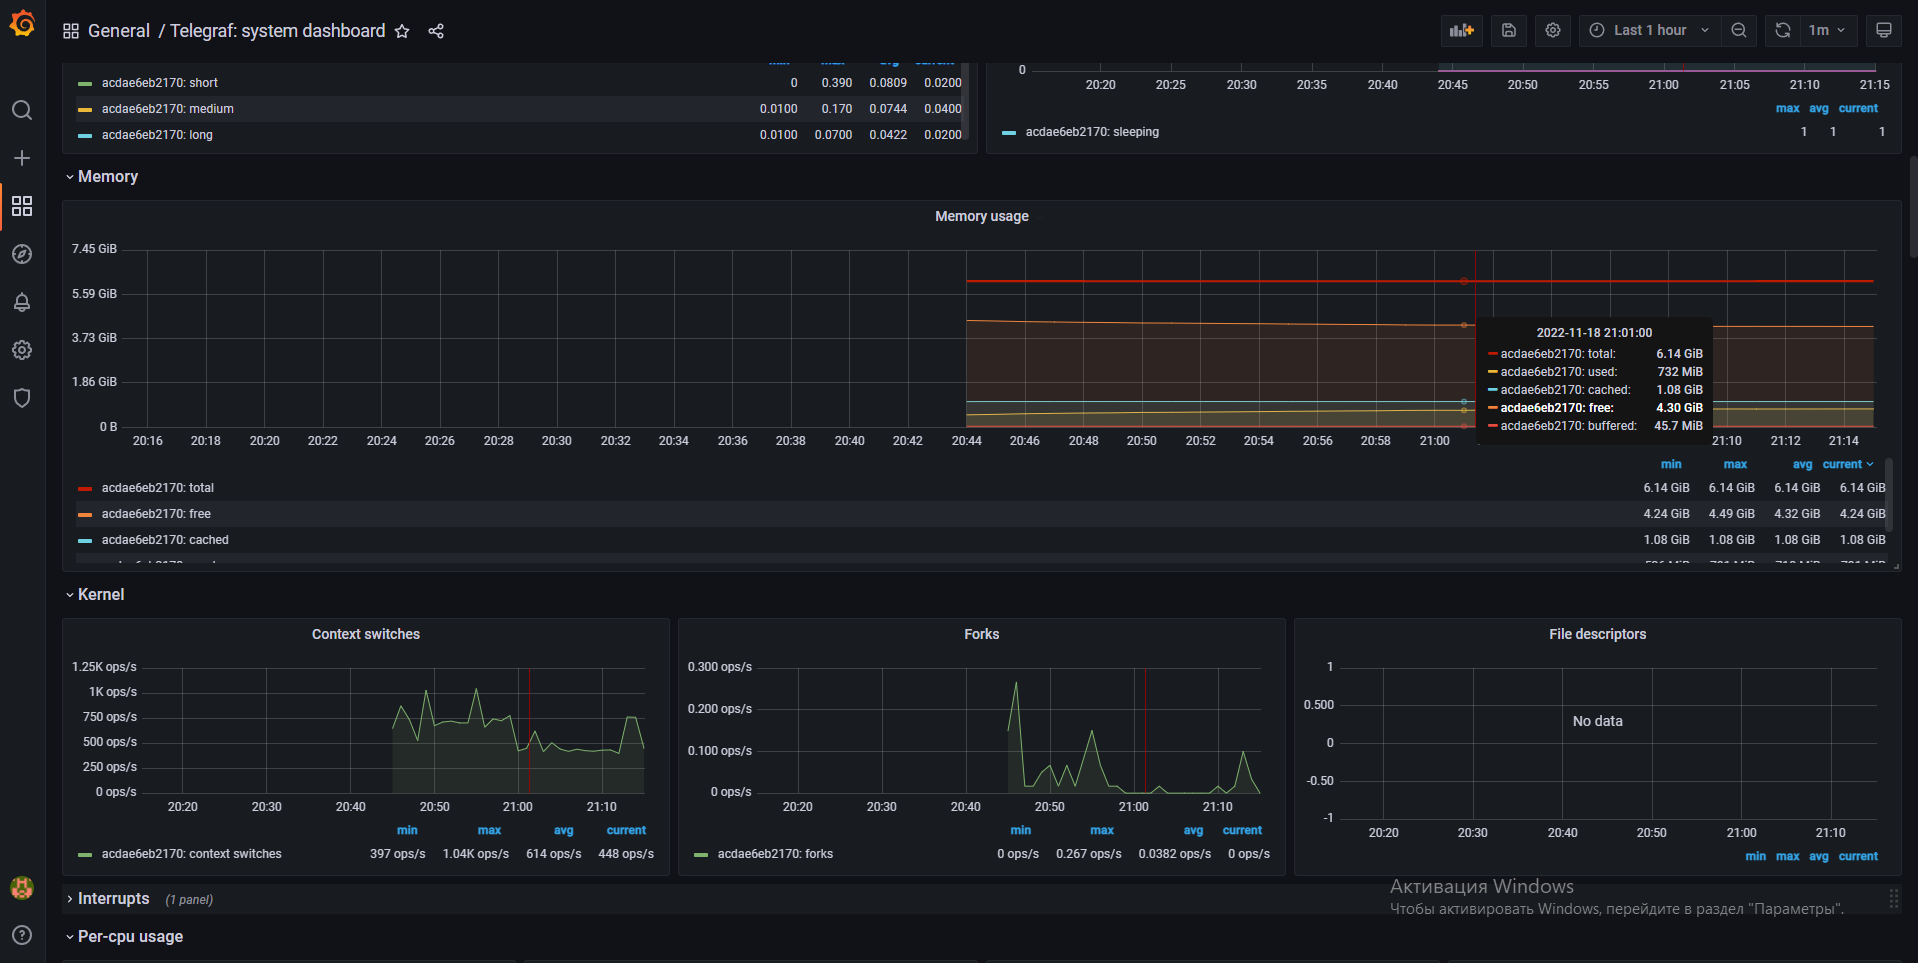 General / Telegraf: system dashboard
Last 1 hour
1m
min max avg current
acdae6eb2170: short 0 0.390 0.0809 0.0200
acdae6eb2170: medium 0.0100 0.170 0.0744 0.0400
acdae6eb2170: long 0.0100 0.0700 0.0422 0.0200
0
20:20 20:25 20:30 20:35 20:40 20:45 20:50 20:55 21:00 21:05 21:10 21:15
max avg current
acdae6eb2170: sleeping 1 1 1
Memory
Memory usage
7.45 GiB
5.59 GiB
3.73 GiB
1.86 GiB
0 B
20:16 20:18 20:20 20:22 20:24 20:26 20:28 20:30 20:32 20:34 20:36 20:38 20:40 20:42 20:44 20:46 20:48 20:50 20:52 20:54 20:56 20:58 21:00 21:10 21:12 21:14
2022-11-18 21:01:00
acdae6eb2170: total: 6.14 GiB
acdae6eb2170: used: 732 MiB
acdae6eb2170: cached: 1.08 GiB
acdae6eb2170: free: 4.30 GiB
acdae6eb2170: buffered: 45.7 MiB
min max avg current
acdae6eb2170: total 6.14 GiB 6.14 GiB 6.14 GiB 6.14 GiB
acdae6eb2170: free 4.24 GiB 4.49 GiB 4.32 GiB 4.24 GiB
acdae6eb2170: cached 1.08 GiB 1.08 GiB 1.08 GiB 1.08 GiB
Kernel
Context switches
1.25K ops/s
1K ops/s
750 ops/s
500 ops/s
250 ops/s
0 ops/s
20:20 20:30 20:40 20:50 21:00 21:10
min max avg current
acdae6eb2170: context switches 397 ops/s 1.04K ops/s 614 ops/s 448 ops/s
Forks
0.300 ops/s
0.200 ops/s
0.100 ops/s
0 ops/s
20:20 20:30 20:40 20:50 21:00 21:10
min max avg current
acdae6eb2170: forks 0 ops/s 0.267 ops/s 0.0382 ops/s 0 ops/s
File descriptors
1
0.500
0
-0.50
-1
No data
20:20 20:30 20:40 20:50 21:00 21:10
min max avg current
Interrupts (1 panel)
Активация Windows
Чтобы активировать Windows, перейдите в раздел "Параметры".
Per-cpu usage